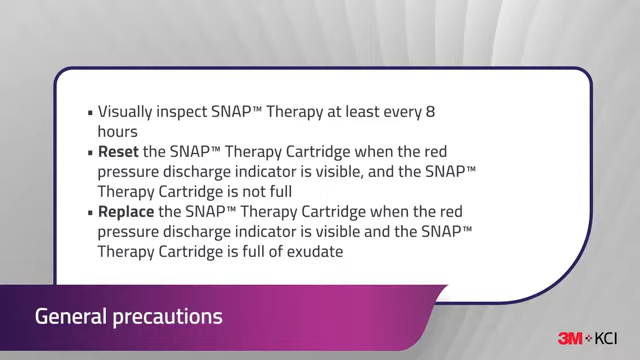 ▪ Visually inspect SNAP™ Therapy at least every 8
hours
▪ Reset the SNAP™ Therapy Cartridge when the red
pressure discharge indicator is visible, and the SNAP™
Therapy Cartridge is not full
▪ Replace the SNAP™ Therapy Cartridge when the red
pressure discharge indicator is visible and the SNAP™
Therapy Cartridge is full of exudate
General precautions
3M KCI